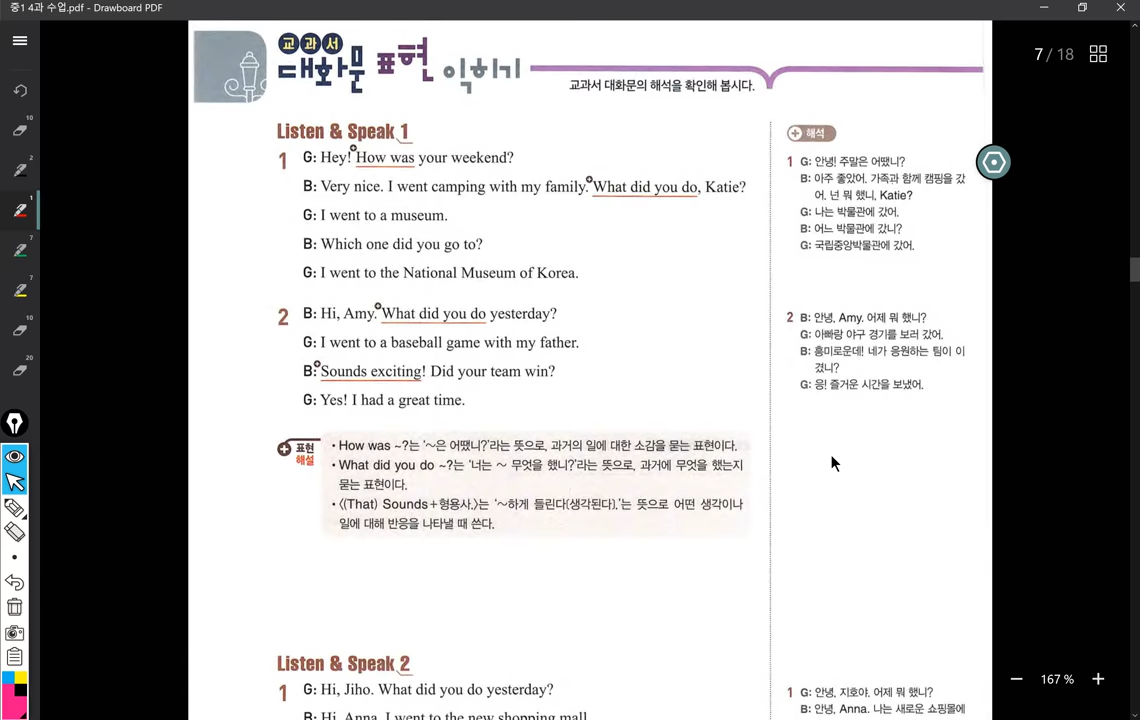 중1 4과 수업.pdf - Drawboard PDF
7 / 18
교과서
대화문 표현 익히기
교과서 대화문의 해석을 확인해 봅시다.
Listen & Speak 1
1 G: Hey! How was your weekend?
B: Very nice. I went camping with my family. What did you do, Katie?
G: I went to a museum.
B: Which one did you go to?
G: I went to the National Museum of Korea.
2 B: Hi, Amy. What did you do yesterday?
G: I went to a baseball game with my father.
B: Sounds exciting! Did your team win?
G: Yes! I had a great time.
표현
해설
• How was ~?는 '~은 어땠니?'라는 뜻으로, 과거의 일에 대한 소감을 묻는 표현이다.
• What did you do ~?는 '너는 ~ 무엇을 했니?'라는 뜻으로, 과거에 무엇을 했는지
묻는 표현이다.
• 〈(That) Sounds+형용사.〉는 '~하게 들린다[생각된다].'는 뜻으로 어떤 생각이나
일에 대해 반응을 나타낼 때 쓴다.
Listen & Speak 2
1 G: Hi, Jiho. What did you do yesterday?
B: Hi, Anna. I went to the new shopping mall
해석
1 G: 안녕! 주말은 어땠니?
B: 아주 좋았어. 가족과 함께 캠핑을 갔
어. 넌 뭐 했니, Katie?
G: 나는 박물관에 갔어.
B: 어느 박물관에 갔니?
G: 국립중앙박물관에 갔어.
2 B: 안녕, Amy. 어제 뭐 했니?
G: 아빠랑 야구 경기를 보러 갔어.
B: 흥미로운데! 네가 응원하는 팀이 이
겼니?
G: 응! 즐거운 시간을 보냈어.
1 G: 안녕, 지호야. 어제 뭐 했니?
B: 안녕, Anna. 나는 새로운 쇼핑몰에
10
2
1
7
7
10
20
167 %